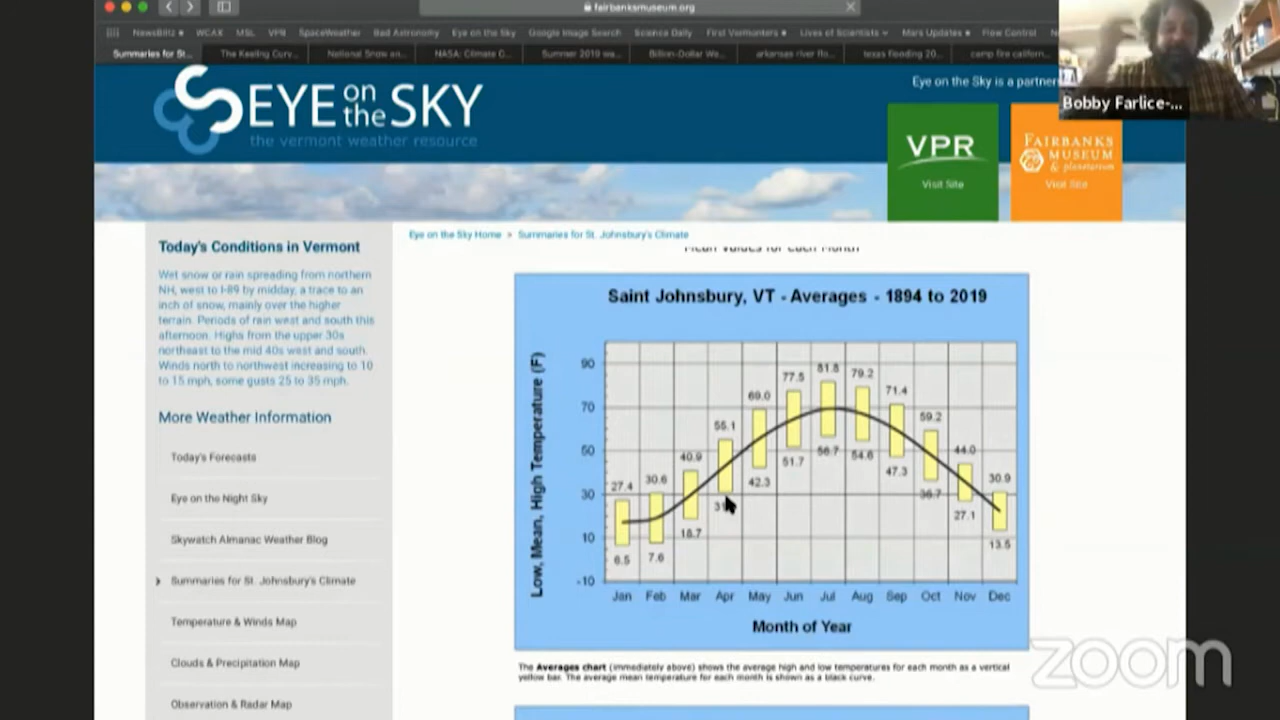 fairbanksmuseum.org
NewsBlitz WCAX MSL VPR SpaceWeather Bad Astronomy Eye on the Sky Google Image Search Science Daily First Vermonters Lives of Scientists Mars Updates Flow Control
Summaries for St... The Keeling Curv... National Snow an... NASA: Climate C... Summer 2019 wa... Billion-Dollar We... arkansas river flo... texas flooding 20... camp fire californ...
Eye on the Sky is a partner
Bobby Farlice-...
EYE on the SKY
the vermont weather resource
VPR
Visit Site
FAIRBANKS
MUSEUM
& planetarium
Visit Site
Eye on the Sky Home > Summaries for St. Johnsbury's Climate
Mean Values for Each Month
Today's Conditions in Vermont
Wet snow or rain spreading from northern
NH, west to I-89 by midday, a trace to an
inch of snow, mainly over the higher
terrain. Periods of rain west and south this
afternoon. Highs from the upper 30s
northeast to the mid 40s west and south.
Winds north to northwest increasing to 10
to 15 mph, some gusts 25 to 35 mph.
More Weather Information
Today's Forecasts
Eye on the Night Sky
Skywatch Almanac Weather Blog
Summaries for St. Johnsbury's Climate
Temperature & Winds Map
Clouds & Precipitation Map
Observation & Radar Map
Saint Johnsbury, VT - Averages - 1894 to 2019
Low, Mean, High Temperature (F)
90
70
50
30
10
-10
27.4 30.6 40.9 55.1 69.0 77.5 81.8 79.2 71.4 59.2 44.0 30.9
6.5 7.6 18.7 42.3 51.7 56.7 54.6 47.3 36.7 27.1 13.5
Jan Feb Mar Apr May Jun Jul Aug Sep Oct Nov Dec
Month of Year
The Averages chart (immediately above) shows the average high and low temperatures for each month as a vertical
yellow bar. The average mean temperature for each month is shown as a black curve.
zoom